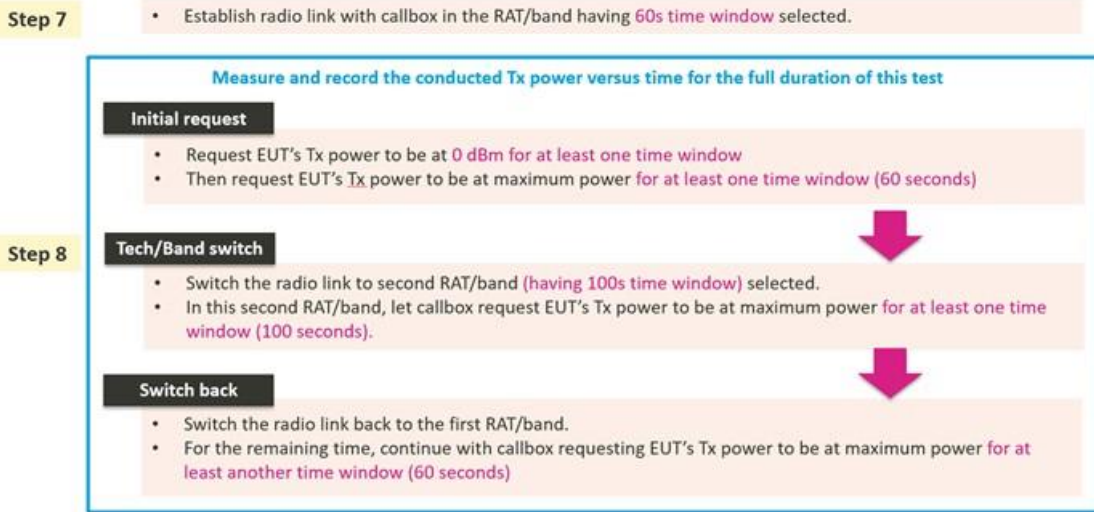 Step 7
• Establish radio link with callbox in the RAT/band having 60s time window selected.
Measure and record the conducted Tx power versus time for the full duration of this test
Initial request
• Request EUT's Tx power to be at 0 dBm for at least one time window
• Then request EUT's Tx power to be at maximum power for at least one time window (60 seconds)
Step 8
Tech/Band switch
• Switch the radio link to second RAT/band (having 100s time window) selected.
• In this second RAT/band, let callbox request EUT's Tx power to be at maximum power for at least one time
window (100 seconds).
Switch back
• Switch the radio link back to the first RAT/band.
• For the remaining time, continue with callbox requesting EUT's Tx power to be at maximum power for at
least another time window (60 seconds)